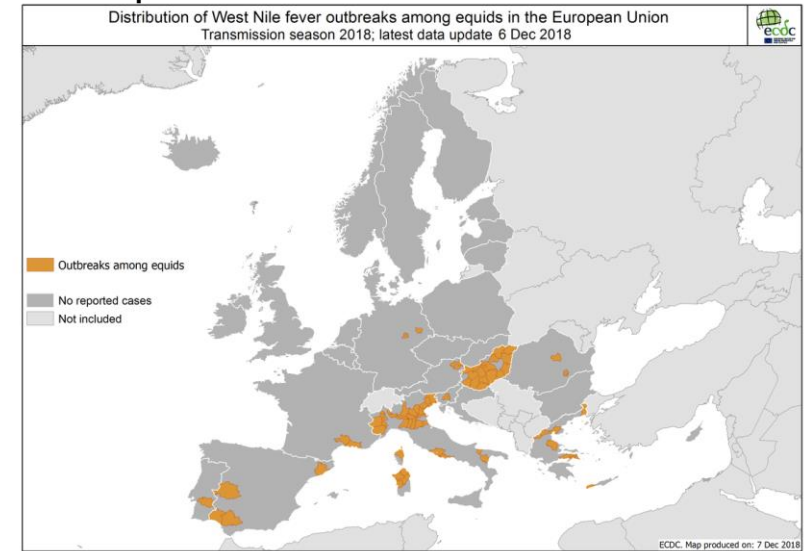 Distribution of West Nile fever outbreaks among equids in the European Union
Transmission season 2018; latest data update 6 Dec 2018
ecdc
Outbreaks among equids
No reported cases
Not included
ECDC. Map produced on: 7 Dec 2018